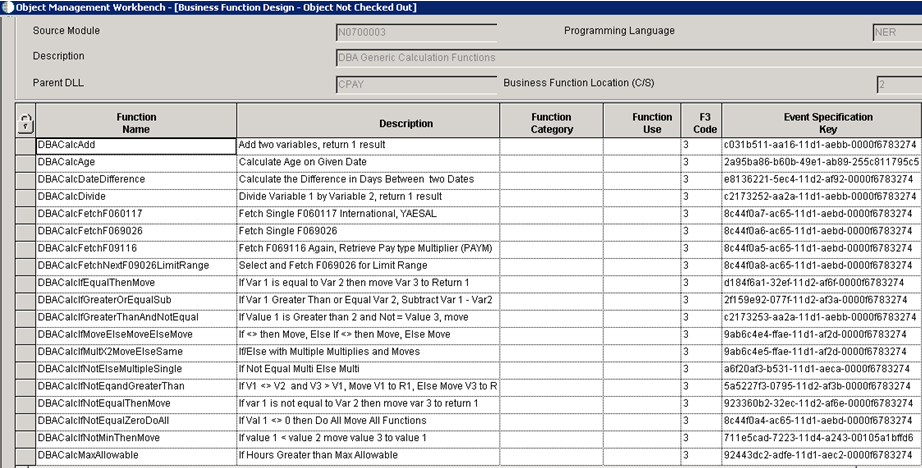 Object Management Workbench - [Business Function Design - Object Not Checked Out]
Source Module N0700003 Programming Language NER
Description DBA Generic Calculation Functions
Parent DLL CPAY Business Function Location (C/S) 2
Function Name Description Function Category Function Use F3 Code Event Specification Key
DBACalcAdd Add two variables, return 1 result 3 c031b511-aa16-11d1-aebb-0000f6783274
DBACalcAge Calculate Age on Given Date 3 2a95ba86-b60b-49e1-ab89-255c811795c5
DBACalcDateDifference Calculate the Difference in Days Between two Dates 3 e8136221-5ec4-11d2-af92-0000f6783274
DBACalcDivide Divide Variable 1 by Variable 2, return 1 result 3 c2173252-aa2a-11d1-aebb-0000f6783274
DBACalcFetchF060117 Fetch Single F060117 International, YAESAL 3 8c44f0a7-ac65-11d1-aebd-0000f6783274
DBACalcFetchF069026 Fetch Single F069026 3 8c44f0a6-ac65-11d1-aebd-0000f6783274
DBACalcFetchF09116 Fetch F069116 Again, Retrieve Pay type Multiplier (PAYM) 3 8c44f0a5-ac65-11d1-aebd-0000f6783274
DBACalcFetchNextF09026LimitRange Select and Fetch F069026 for Limit Range 3 8c44f0a8-ac65-11d1-aebd-0000f6783274
DBACalcIfEqualThenMove If Var 1 is equal to Var 2 then move Var 3 to Return 1 3 d184f6a1-32ef-11d2-af6f-0000f6783274
DBACalcIfGreaterOrEqualSub If Var 1 Greater Than or Equal Var 2, Subtract Var 1 - Var2 3 2f159e92-077f-11d2-af3a-0000f6783274
DBACalcIfGreaterThanAndNotEqual If Value 1 is Greater than 2 and Not = Value 3, move 3 c2173253-aa2a-11d1-aebb-0000f6783274
DBACalcIfMoveElseMoveElseMove If <> then Move, Else If <> then Move, Else Move 3 9ab6c4e4-ffae-11d1-af2d-0000f6783274
DBACalcIfMultX2MoveElseSame If/Else with Multiple Multiplies and Moves 3 9ab6c4e5-ffae-11d1-af2d-0000f6783274
DBACalcIfNotElseMultipleSingle If Not Equal Multi Else Multi 3 a6f20af3-b531-11d1-aeca-0000f6783274
DBACalcIfNotEqandGreaterThan If V1 <> V2 and V3 > V1, Move V1 to R1, Else Move V3 to R 3 5a5227f3-0795-11d2-af3b-0000f6783274
DBACalcIfNotEqualThenMove If var 1 is not equal to Var 2 then move var 3 to return 1 3 923360b2-32ec-11d2-af6e-0000f6783274
DBACalcIfNotEqualZeroDoAll If Val 1 <> 0 then Do All Move All Functions 3 8c44f0a4-ac65-11d1-aebd-0000f6783274
DBACalcIfNotMinThenMove If value 1 < value 2 move value 3 to value 1 3 711e5cad-7223-11d4-a243-00105a1bffd6
DBACalcMaxAllowable If Hours Greater than Max Allowable 3 92443dc2-adfe-11d1-aec2-0000f6783274